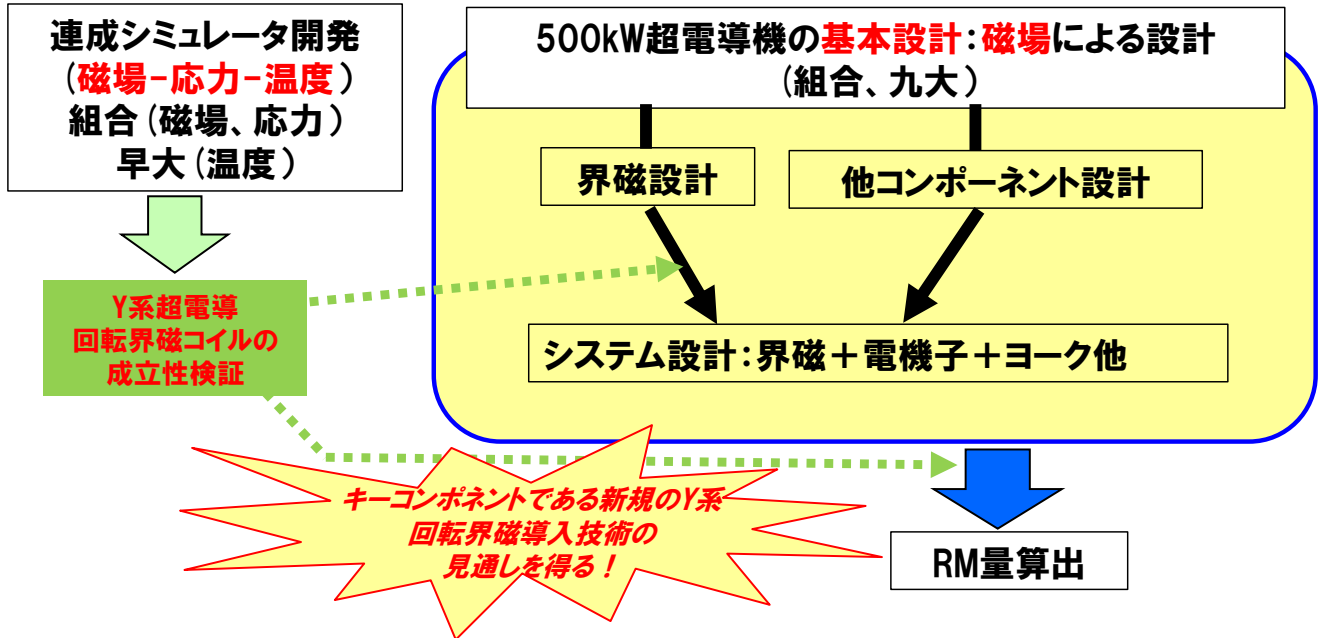 連成シミュレータ開発
(磁場-応力-温度)
組合(磁場、応力)
早大(温度)
500kW超電導機の基本設計:磁場による設計
(組合、九大)
界磁設計
他コンポーネント設計
Y系超電導
回転界磁コイルの
成立性検証
システム設計:界磁+電機子+ヨーク他
キーコンポネントである新規のY系
回転界磁導入技術の
見通しを得る!
RM量算出